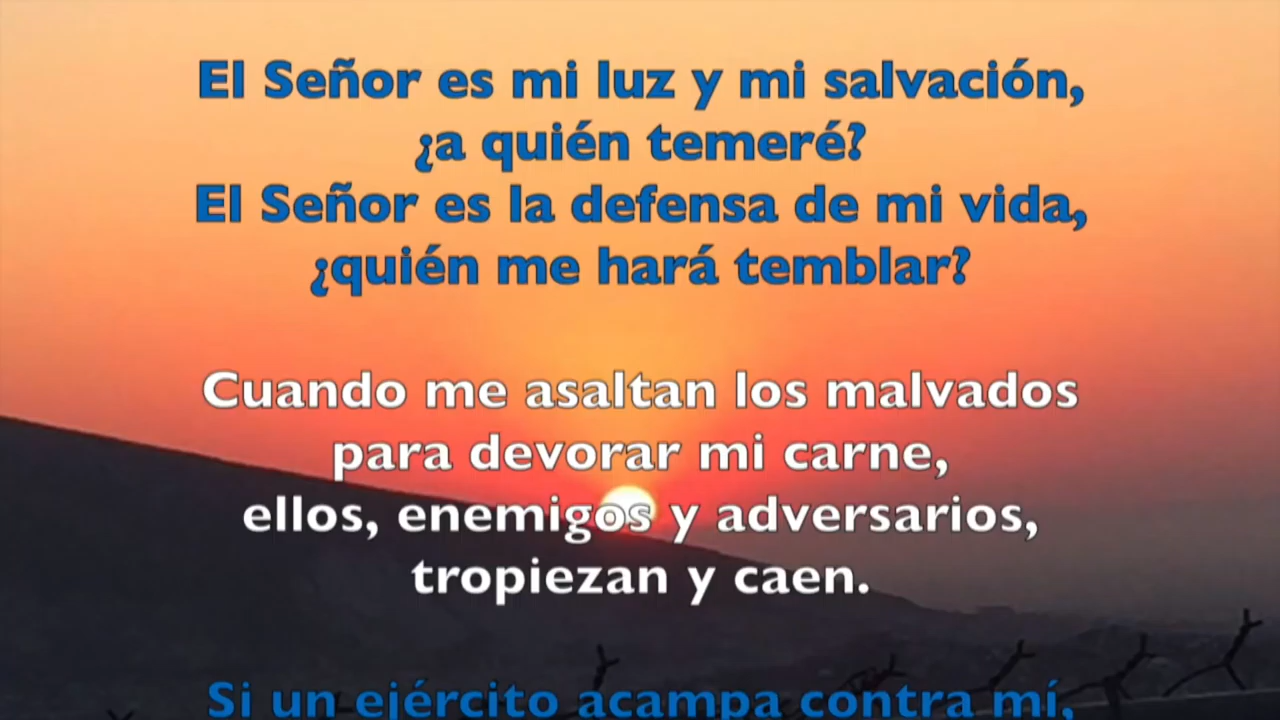 El Señor es mi luz y mi salvación,
¿a quién temeré?
El Señor es la defensa de mi vida,
¿quién me hará temblar?
Cuando me asaltan los malvados
para devorar mi carne,
ellos, enemigos y adversarios,
tropiezan y caen.
Si un ejército acampa contra mí,